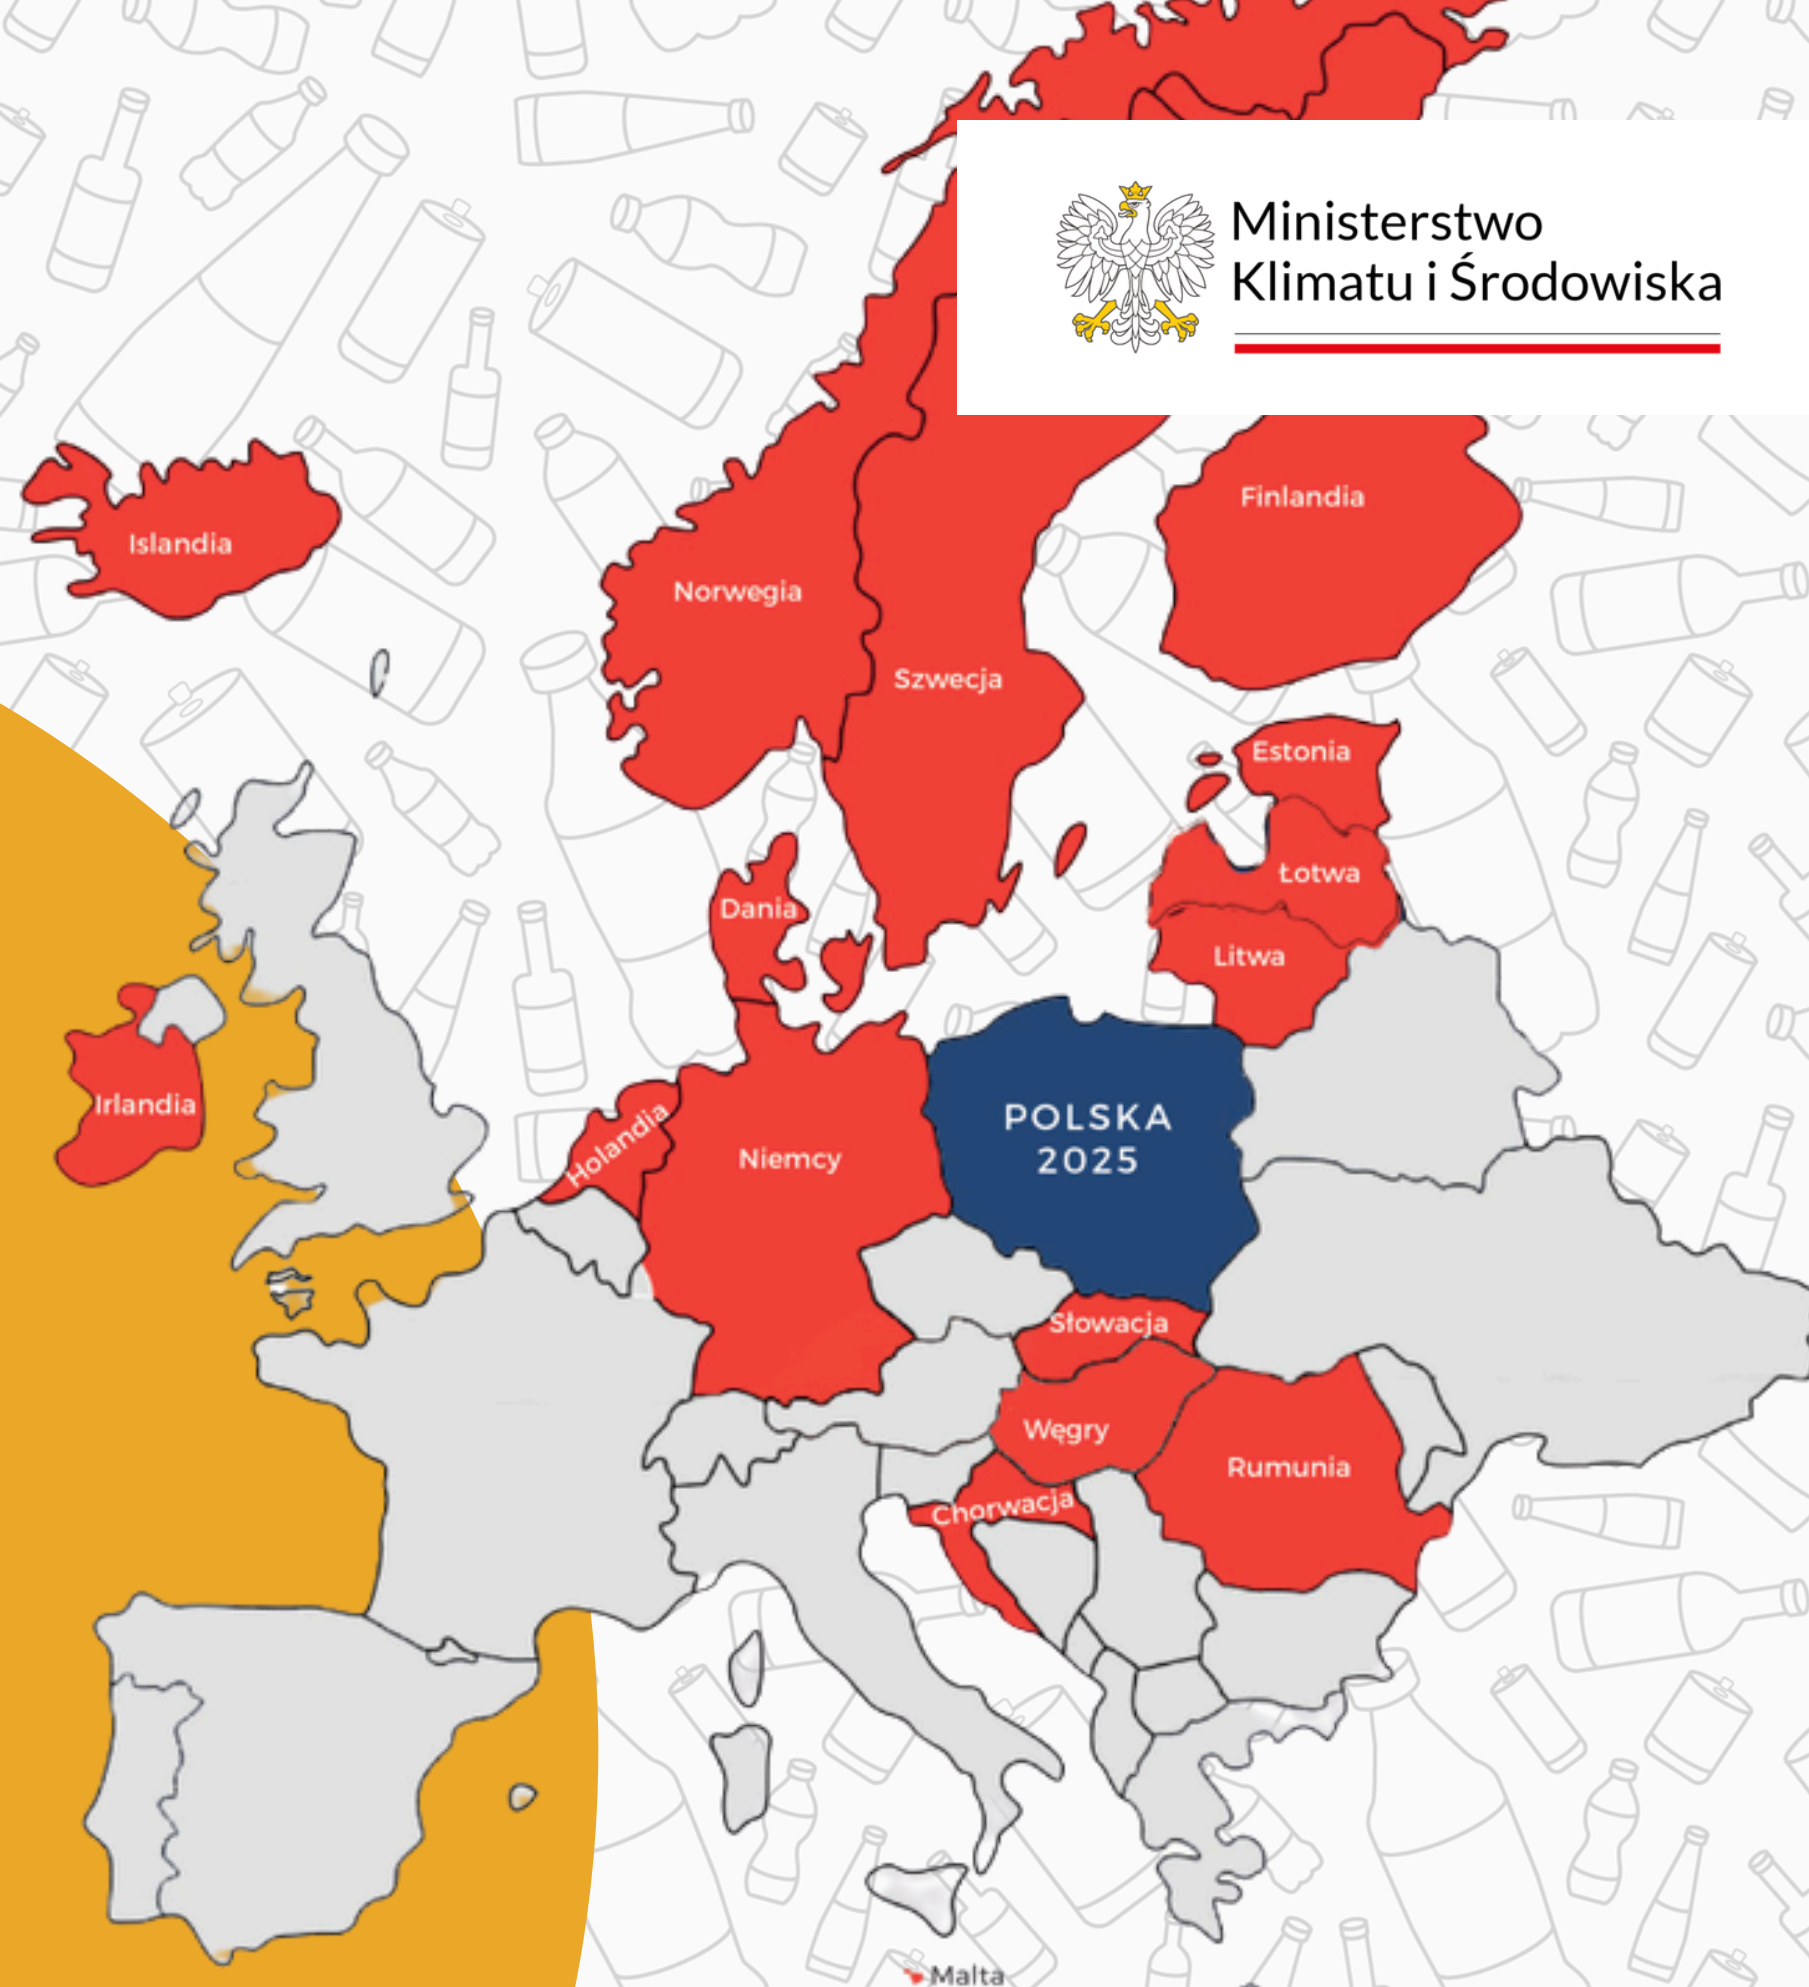 Ministerstwo
Klimatu i Środowiska
Islandia
Finlandia
Norwegia
Szwecja
Estonia
Łotwa
Dania
Litwa
Irlandia
Holandia
Niemcy
POLSKA
2025
Słowacja
Węgry
Rumunia
Chorwacja
Malta